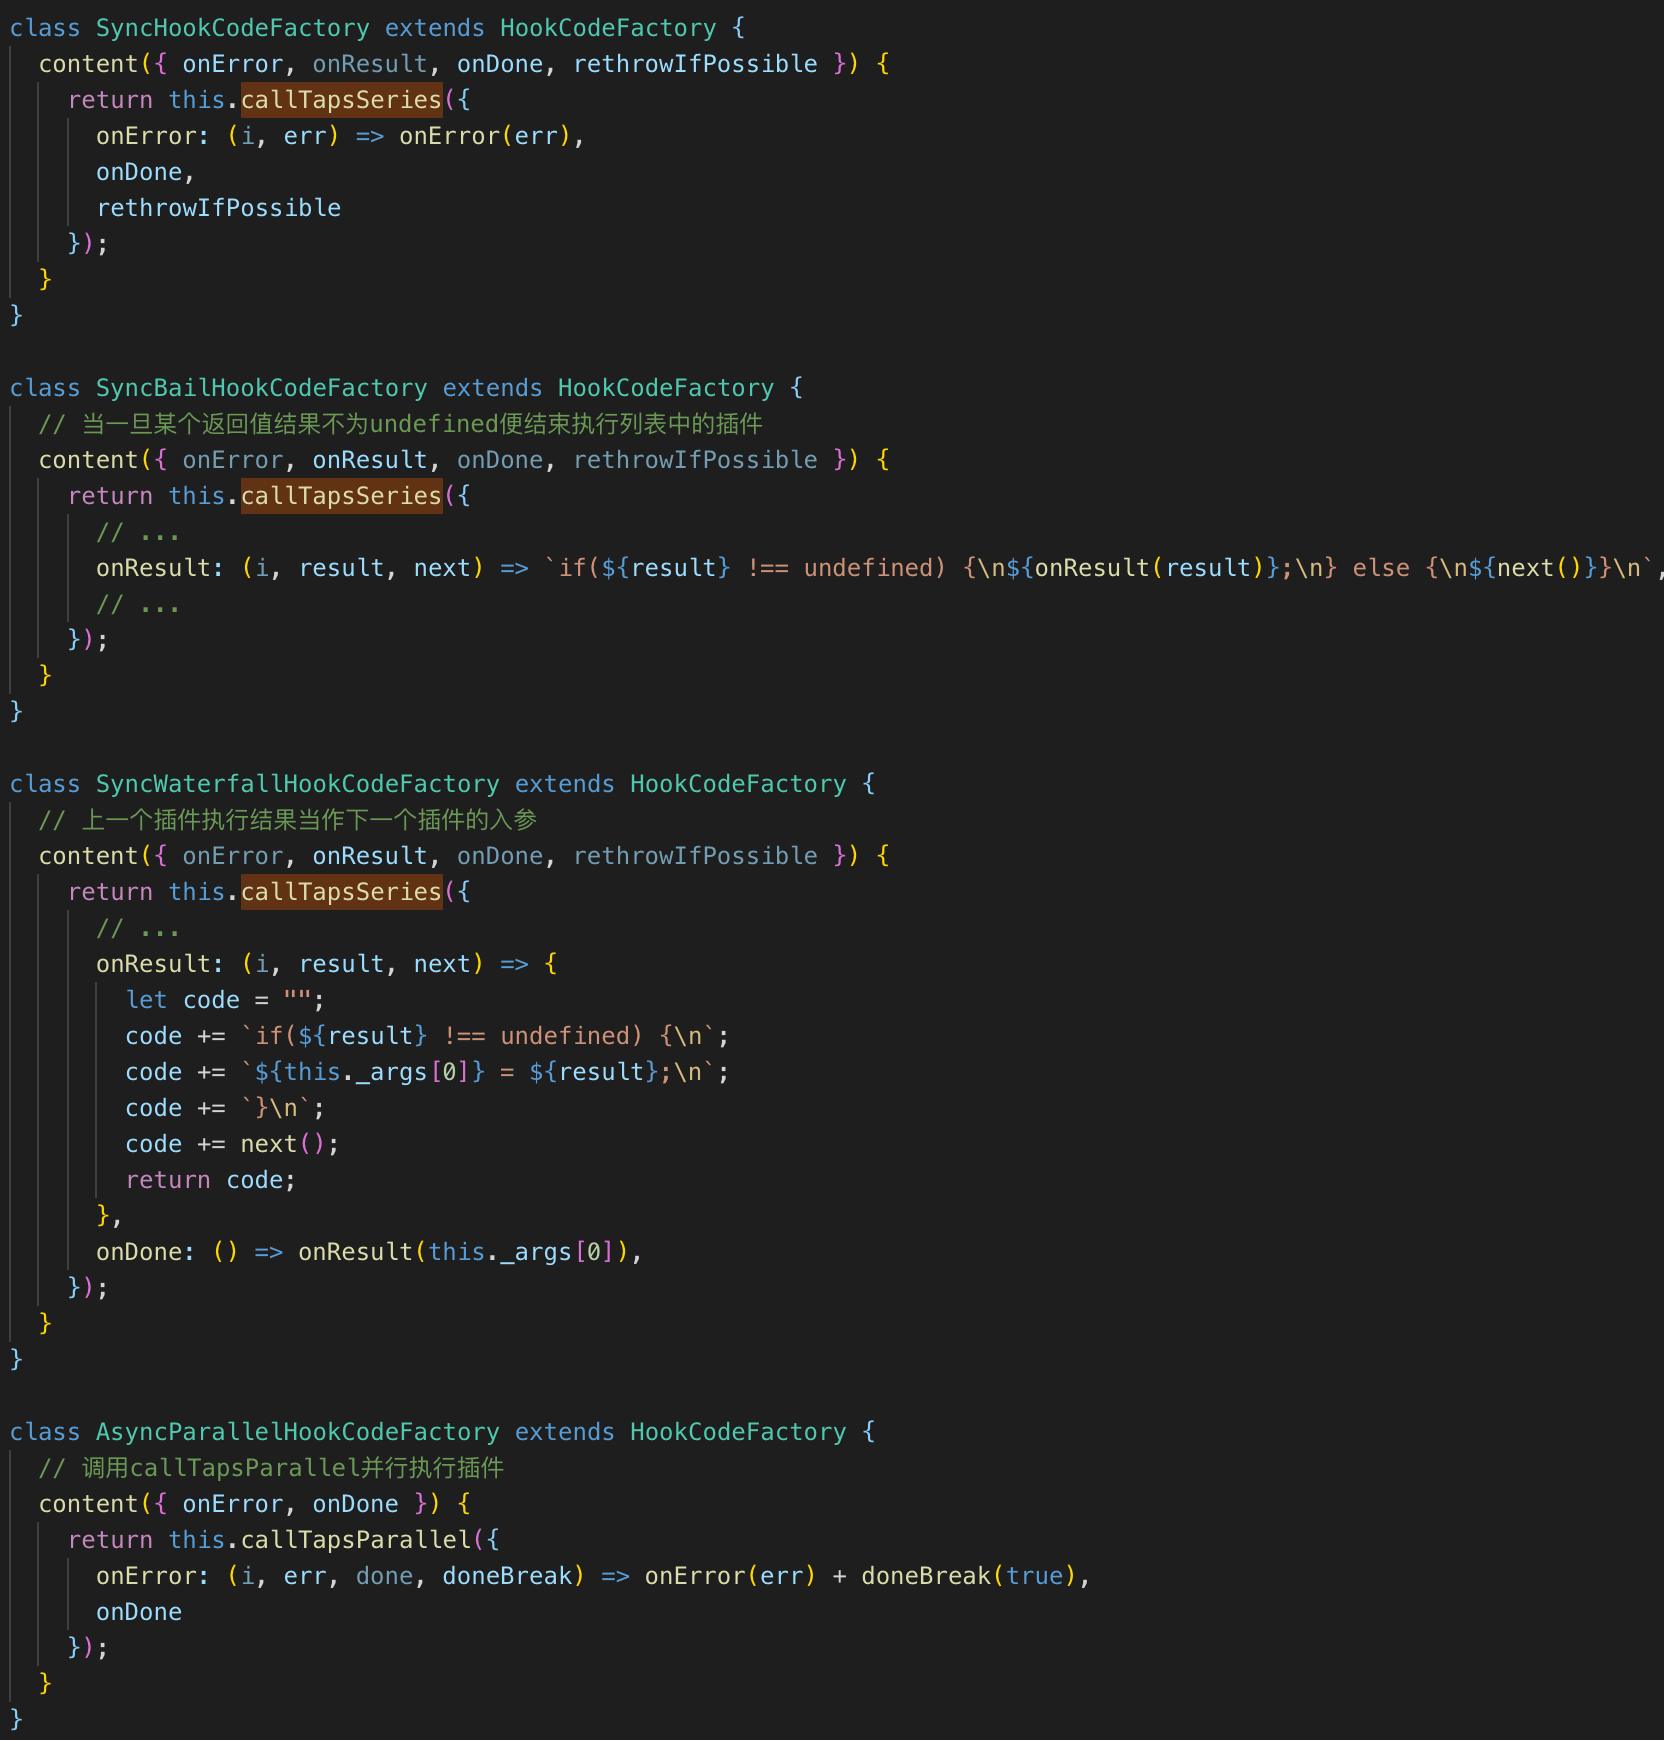 class SyncHookCodeFactory extends HookCodeFactory {
  content({ onError, onResult, onDone, rethrowIfPossible }) {
    return this.callTapsSeries({
      onError: (i, err) => onError(err),
      onDone,
      rethrowIfPossible
    });
  }
}

class SyncBailHookCodeFactory extends HookCodeFactory {
  // 当一旦某个返回值结果不为undefined便结束执行列表中的插件
  content({ onError, onResult, onDone, rethrowIfPossible }) {
    return this.callTapsSeries({
      // ...
      onResult: (i, result, next) => `if(${result} !== undefined) {\n${onResult(result)};\n} else {\n${next()}}\n`,
      // ...
    });
  }
}

class SyncWaterfallHookCodeFactory extends HookCodeFactory {
  // 上一个插件执行结果当作下一个插件的入参
  content({ onError, onResult, onDone, rethrowIfPossible }) {
    return this.callTapsSeries({
      // ...
      onResult: (i, result, next) => {
        let code = "";
        code += `if(${result} !== undefined) {\n`;
        code += `${this._args[0]} = ${result};\n`;
        code += `}\n`;
        code += next();
        return code;
      },
      onDone: () => onResult(this._args[0]),
    });
  }
}

class AsyncParallelHookCodeFactory extends HookCodeFactory {
  // 调用callTapsParallel并行执行插件
  content({ onError, onDone }) {
    return this.callTapsParallel({
      onError: (i, err, done, doneBreak) => onError(err) + doneBreak(true),
      onDone
    });
  }
}